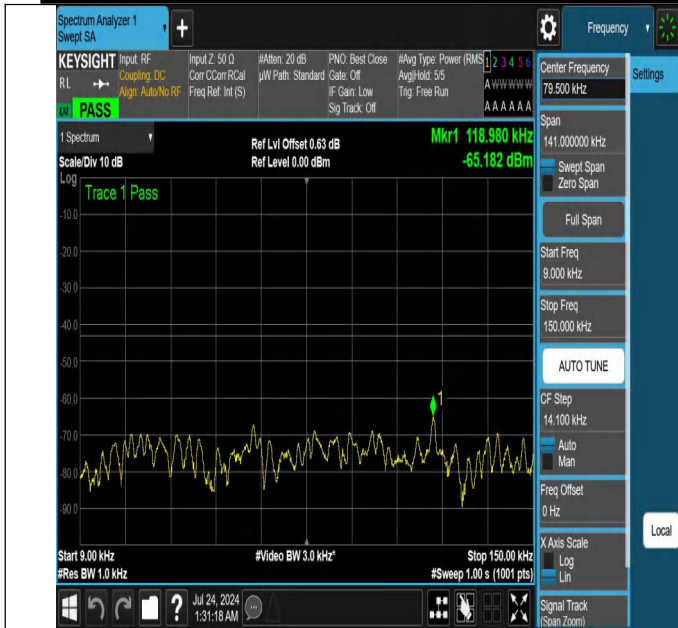 Spectrum Analyzer 1
Swept SA
Frequency
KEYSIGHT
RL
PASS
Input: RF
Coupling: DC
Align: Auto/No RF
Input Z: 50 Ω
Corr CCorr RCal
Freq Ref: Int (S)
#Atten: 20 dB
µW Path: Standard
PNO: Best Close
Gate: Off
IF Gain: Low
Sig Track: Off
#Avg Type: Power (RMS
Avg|Hold: 5/5
Trig: Free Run
1 2 3 4 5 6
A W W W W W
A A A A A A
1 Spectrum
Scale/Div 10 dB
Ref Lvl Offset 0.63 dB
Ref Level 0.00 dBm
Mkr1 118.980 kHz
-65.182 dBm
Log
Trace 1 Pass
-10.0
-20.0
-30.0
-40.0
-50.0
-60.0
-70.0
-80.0
-90.0
1
Start 9.00 kHz
#Res BW 1.0 kHz
#Video BW 3.0 kHz*
Stop 150.00 kHz
#Sweep 1.00 s (1001 pts)
Jul 24, 2024
1:31:18 AM
Center Frequency
79.500 kHz
Span
141.000000 kHz
Swept Span
Zero Span
Full Span
Start Freq
9.000 kHz
Stop Freq
150.000 kHz
AUTO TUNE
CF Step
14.100 kHz
Auto
Man
Freq Offset
0 Hz
X Axis Scale
Log
Lin
Signal Track
(Span Zoom)
Settings
Local